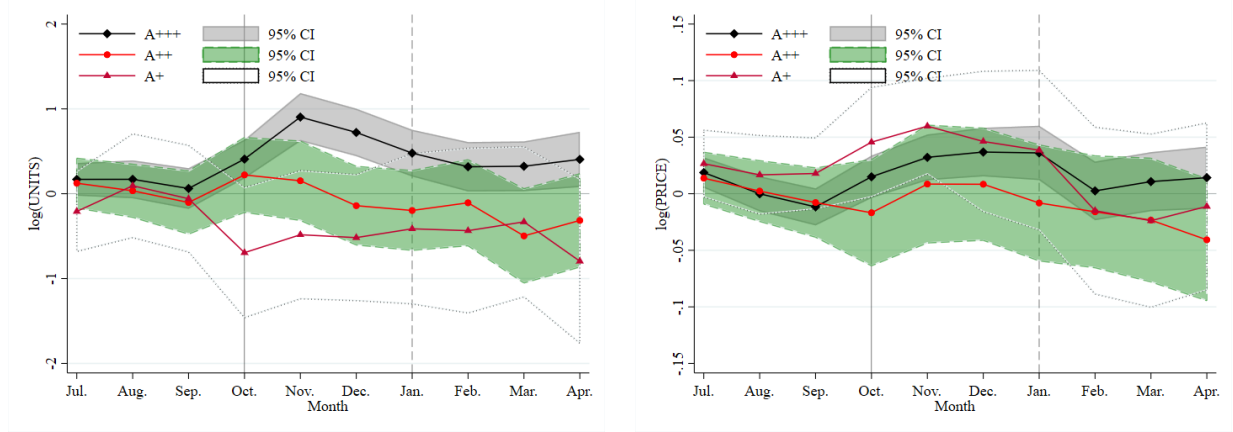 2
1
0
-1
-2
log(UNITS)
A+++ 95% CI
A++ 95% CI
A+ 95% CI
Jul. Aug. Sep. Oct. Nov. Dec. Jan. Feb. Mar. Apr.
Month
.15
.1
.05
0
-.05
-.1
-.15
log(PRICE)
A+++ 95% CI
A++ 95% CI
A+ 95% CI
Jul. Aug. Sep. Oct. Nov. Dec. Jan. Feb. Mar. Apr.
Month